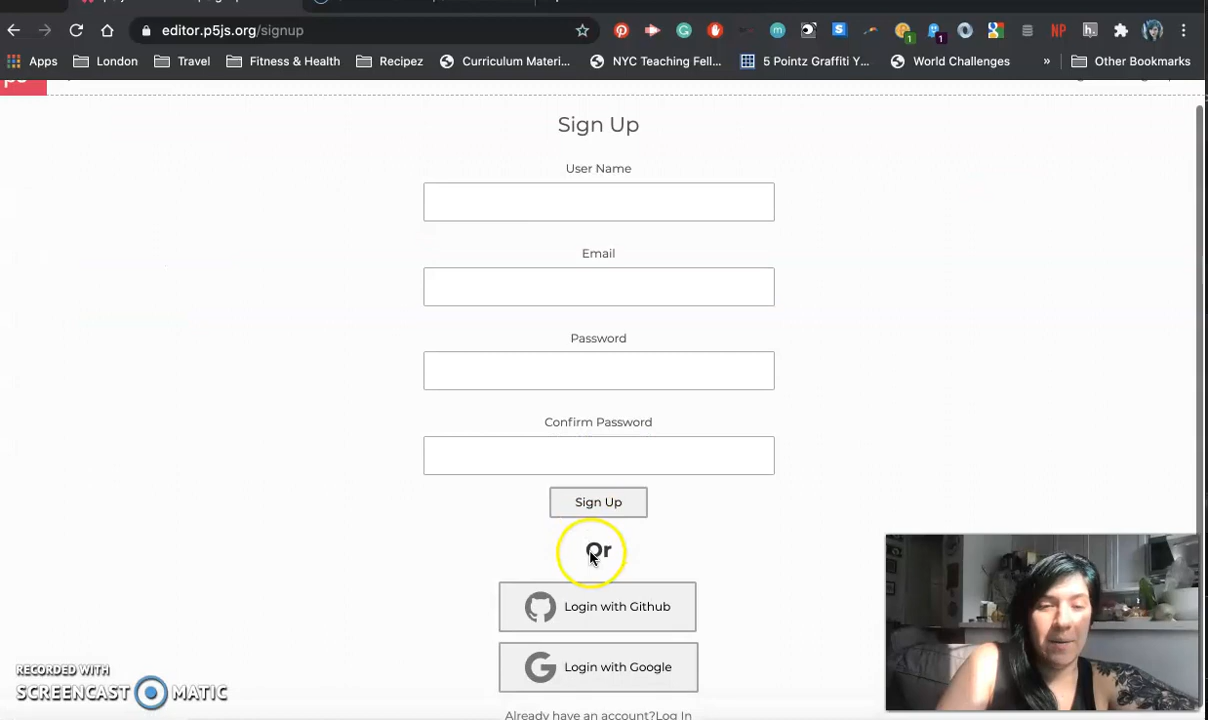 editor.p5js.org/signup
Apps London Travel Fitness & Health Recipez Curriculum Materi... NYC Teaching Fell... 5 Pointz Graffiti Y... World Challenges » Other Bookmarks
Sign Up
User Name
Email
Password
Confirm Password
Sign Up
Or
Login with Github
Login with Google
Already have an account?Log In
RECORDED WITH
SCREENCAST MATIC